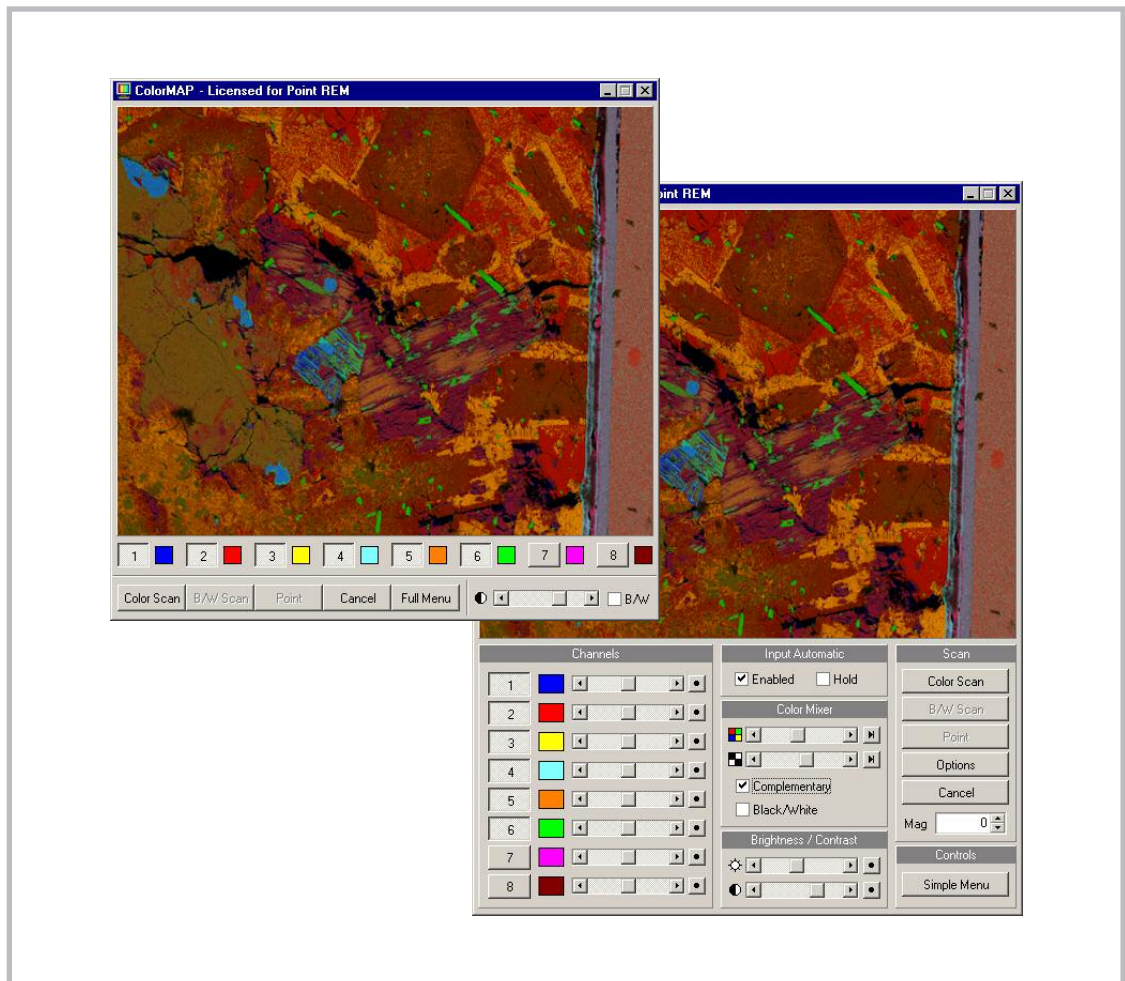 ColorMAP - Licensed for Point REM
1 2 3 4 5 6 7 8
Color Scan B/W Scan Point Cancel Full Menu B/W
oint REM
Channels
1
2
3
4
5
6
7
8
Input Automatic
Enabled Hold
Color Mixer
Complementary
Black/White
Brightness / Contrast
Scan
Color Scan
B/W Scan
Point
Options
Cancel
Mag 0
Controls
Simple Menu